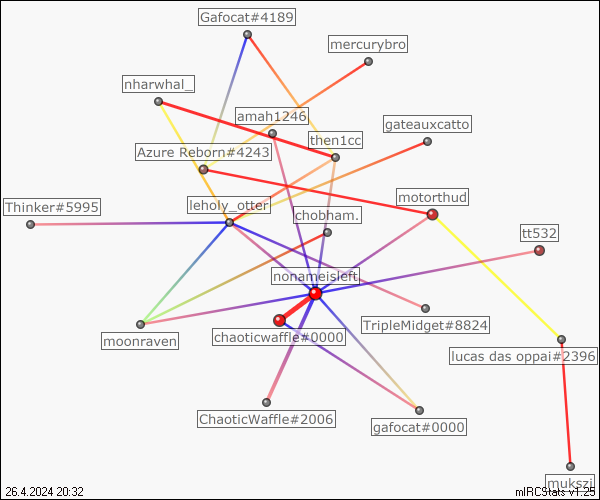 Gafocat#4189
mercurybro
nharwhal_
amah1246
gateauxcatto
then1cc
Azure Reborn#4243
motorthud
Thinker#5995
leholy_otter
chobham.
tt532
nonameisleft
TripleMidget#8824
chaoticwaffle#0000
moonraven
lucas das oppai#2396
ChaoticWaffle#2006
gafocat#0000
mukszi
26.4.2024 20:32
mIRCStats v1.25